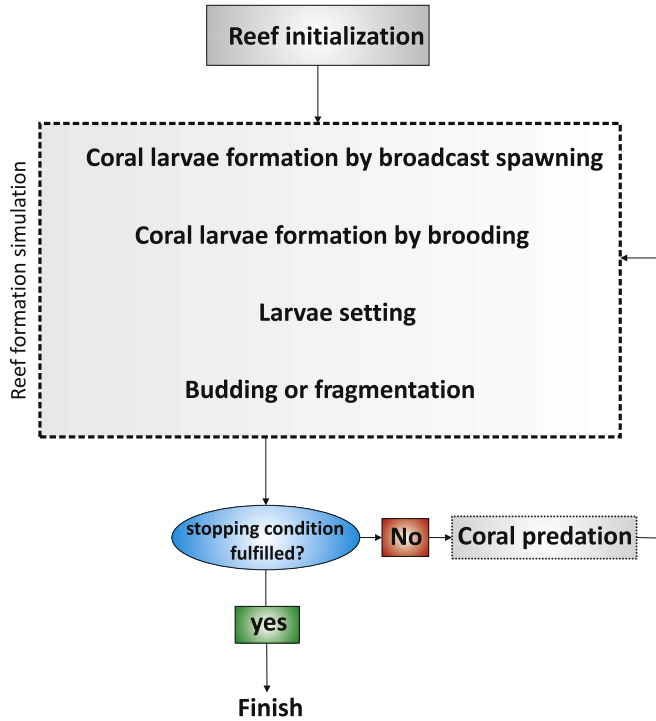 Reef initialization
Reef formation simulation
Coral larvae formation by broadcast spawning
Coral larvae formation by brooding
Larvae setting
Budding or fragmentation
stopping condition
fulfilled?
No
Coral predation
yes
Finish